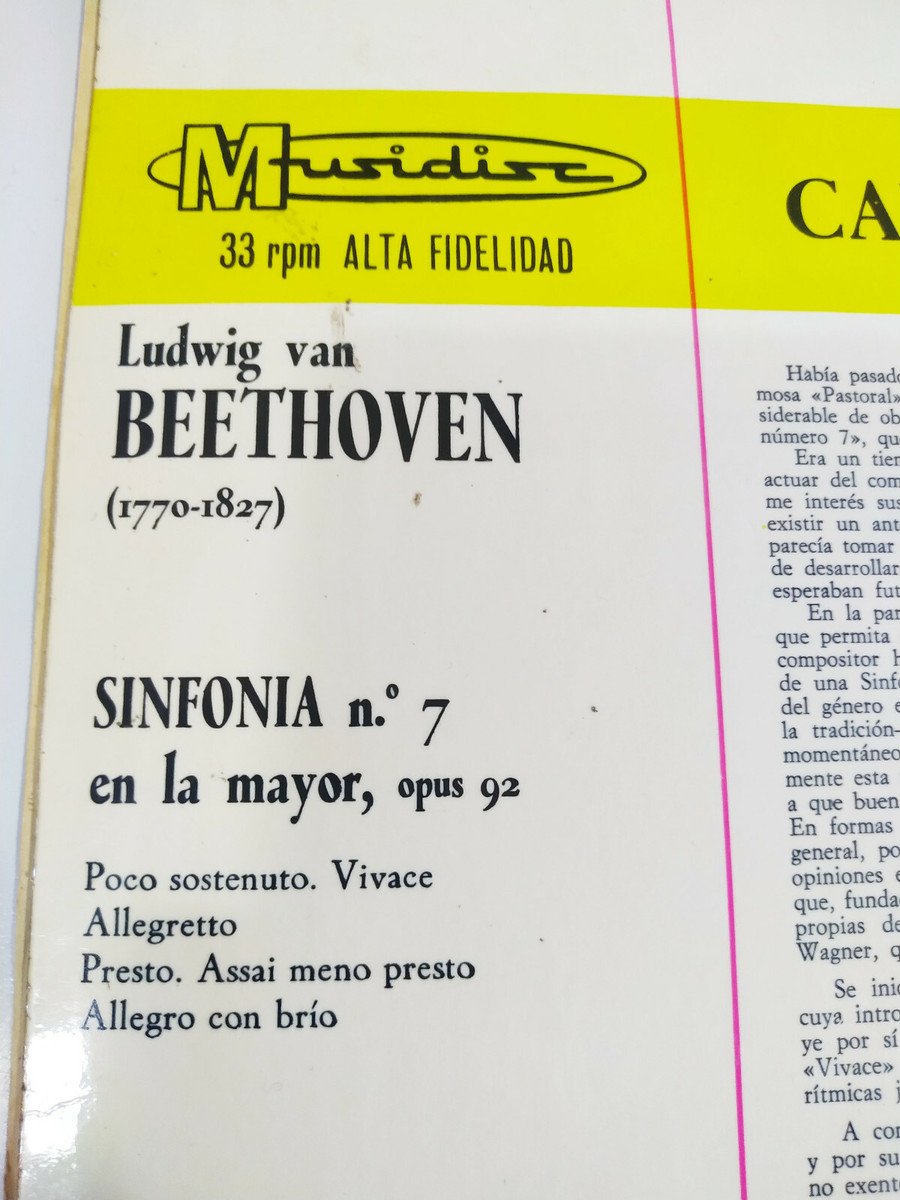 Musidisc
33 rpm ALTA FIDELIDAD
Ludwig van
BEETHOVEN
(1770-1827)
SINFONIA n.º 7
en la mayor, opus 92
Poco sostenuto. Vivace
Allegretto
Presto. Assai meno presto
Allegro con brío
CA
Había pasado
mosa «Pastoral»
siderable de ob
número 7», que
Era un tiem
actuar del com
me interés sus
existir un ant
parecía tomar
de desarrollar
esperaban fut
En la par
que permita
compositor h
de una Sinfo
del género e
la tradición-
momentáneo
mente esta
a que buen
En formas
general, po
opiniones e
que, funda
propias de
Wagner, q
Se inic
cuya intro
ye por sí
«Vivace»
rítmicas j
A con
y por su
no exent